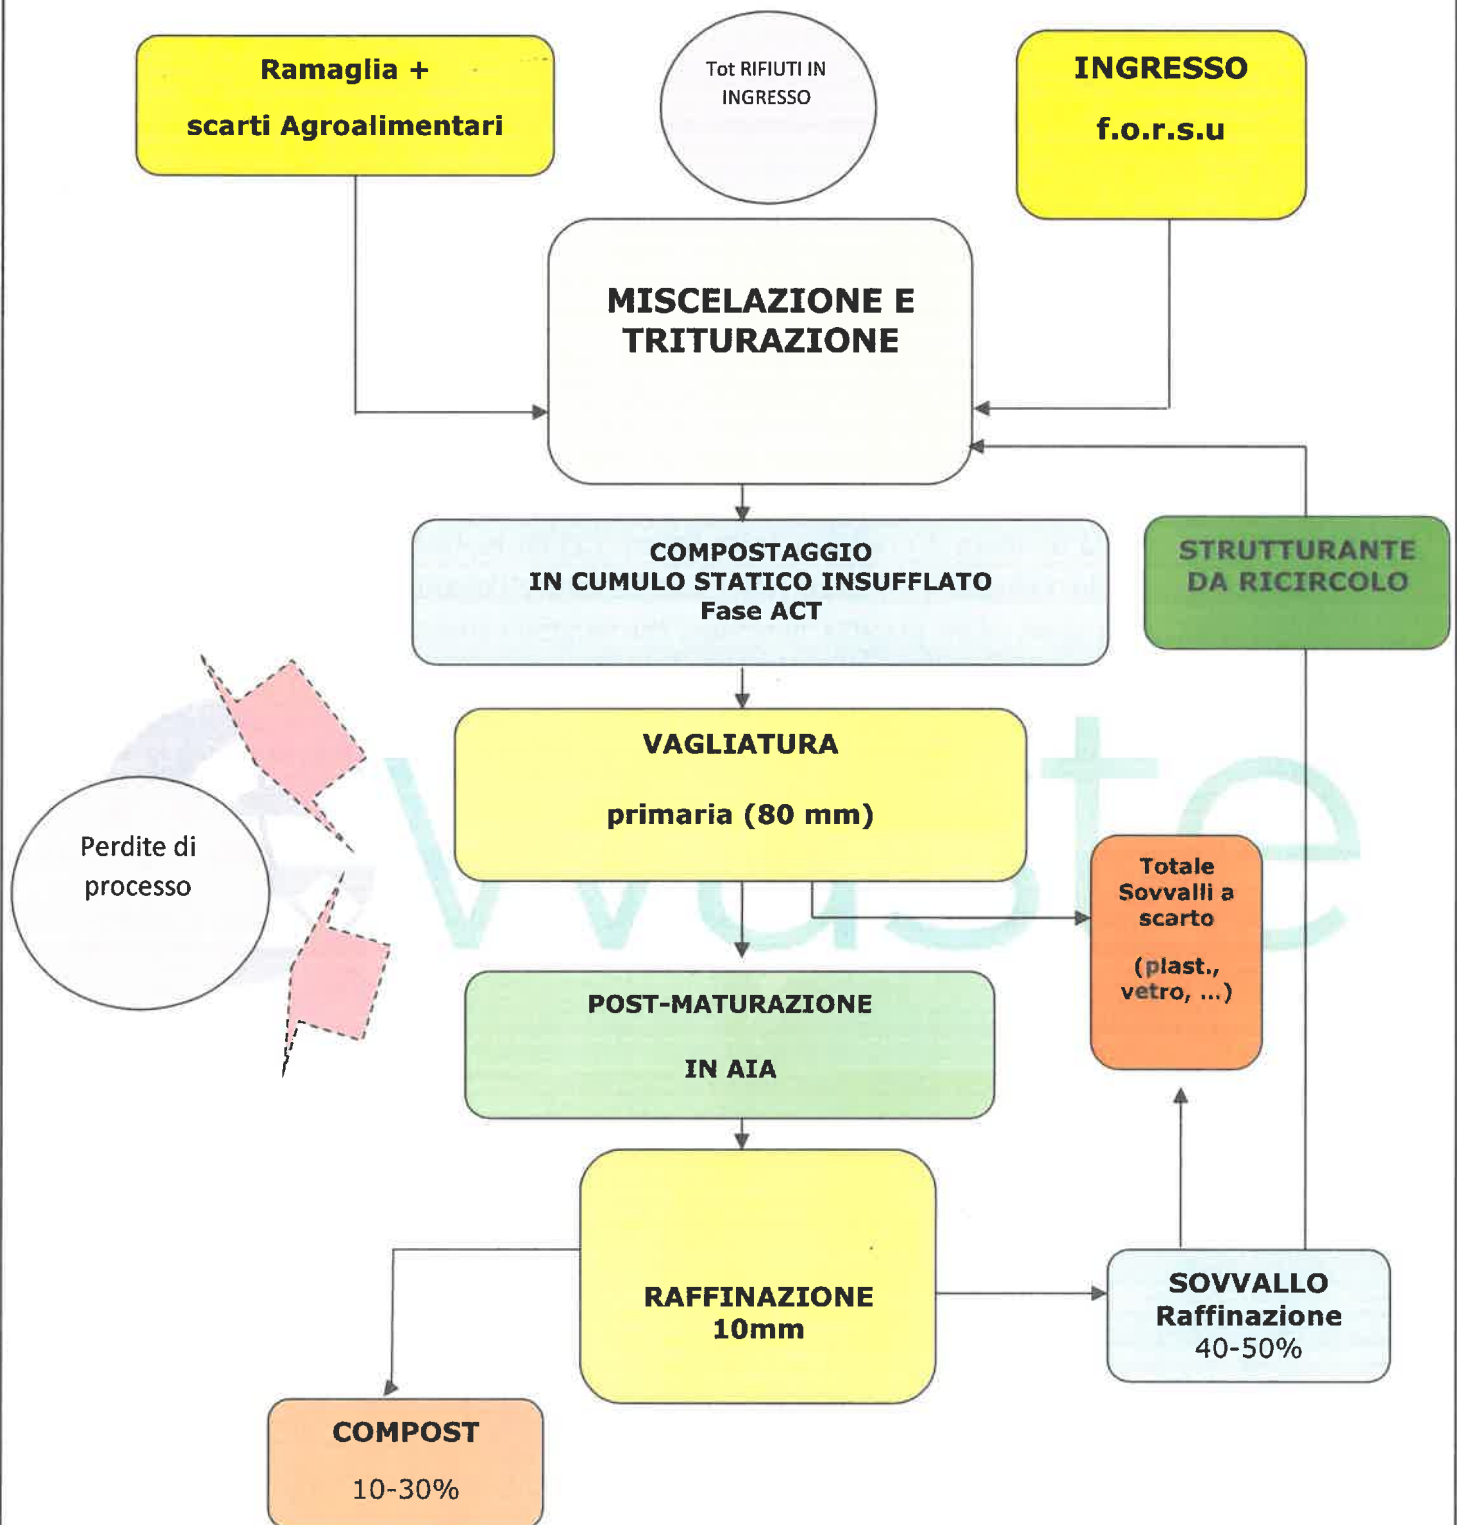 Ramaglia +
scarti Agroalimentari
Tot RIFIUTI IN
INGRESSO
INGRESSO
f.o.r.s.u
MISCELAZIONE E
TRITURAZIONE
COMPOSTAGGIO
IN CUMULO STATICO INSUFFLATO
Fase ACT
STRUTTURANTE
DA RICIRCOLO
VAGLIATURA
primaria (80 mm)
Perdite di
processo
Totale
Sovvalli a
scarto
(plast.,
vetro, ...)
waste
POST-MATURAZIONE
IN AIA
RAFFINAZIONE
10mm
SOVVALLO
Raffinazione
40-50%
COMPOST
10-30%